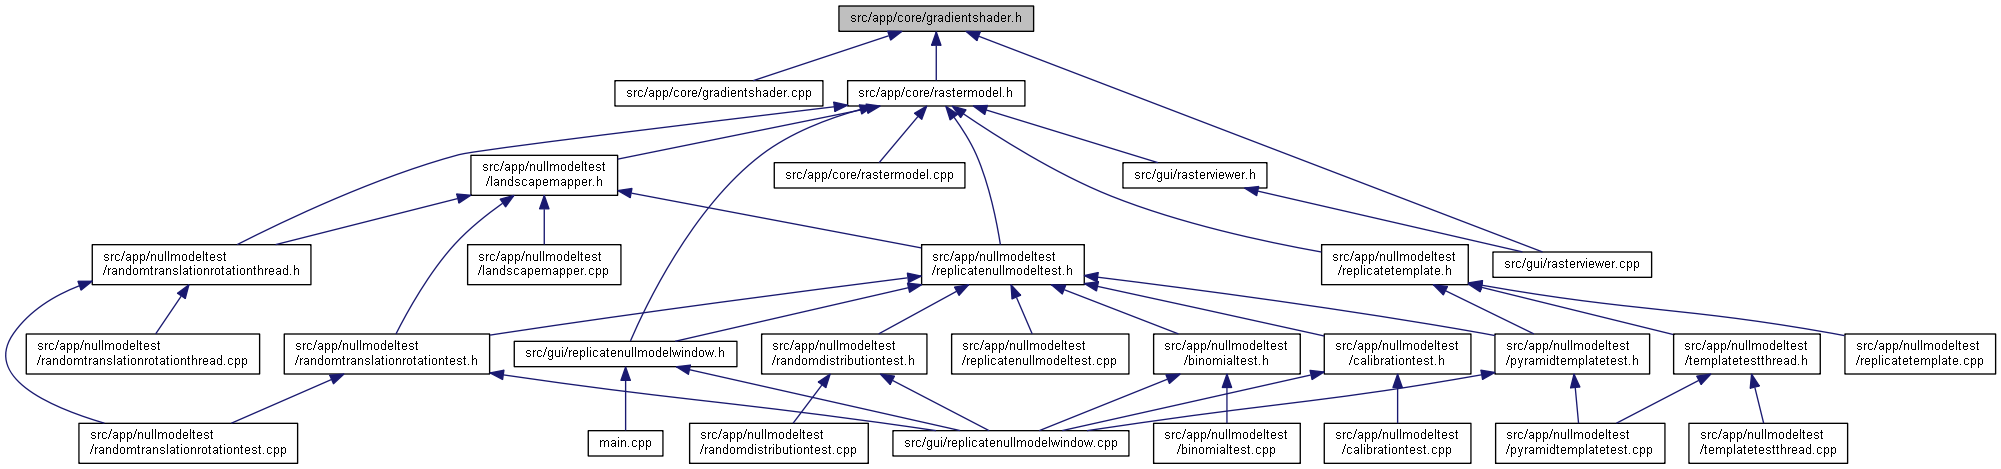 src/app/core/gradientshader.h
src/app/core/gradientshader.cpp
src/app/core/rastermodel.h
src/app/nullmodeltest
/landscapemapper.h
src/app/core/rastermodel.cpp
src/gui/rasterviewer.h
src/app/nullmodeltest
/randomtranslationrotationthread.h
src/app/nullmodeltest
/landscapemapper.cpp
src/app/nullmodeltest
/replicatenullmodeltest.h
src/app/nullmodeltest
/replicatetemplate.h
src/gui/rasterviewer.cpp
src/app/nullmodeltest
/randomtranslationrotationthread.cpp
src/app/nullmodeltest
/randomtranslationrotationtest.h
src/gui/replicatenullmodelwindow.h
src/app/nullmodeltest
/randomdistributiontest.h
src/app/nullmodeltest
/replicatenullmodeltest.cpp
src/app/nullmodeltest
/binomialtest.h
src/app/nullmodeltest
/calibrationtest.h
src/app/nullmodeltest
/pyramidtemplatetest.h
src/app/nullmodeltest
/templatetestthread.h
src/app/nullmodeltest
/replicatetemplate.cpp
src/app/nullmodeltest
/randomtranslationrotationtest.cpp
main.cpp
src/app/nullmodeltest
/randomdistributiontest.cpp
src/gui/replicatenullmodelwindow.cpp
src/app/nullmodeltest
/binomialtest.cpp
src/app/nullmodeltest
/calibrationtest.cpp
src/app/nullmodeltest
/pyramidtemplatetest.cpp
src/app/nullmodeltest
/templatetestthread.cpp